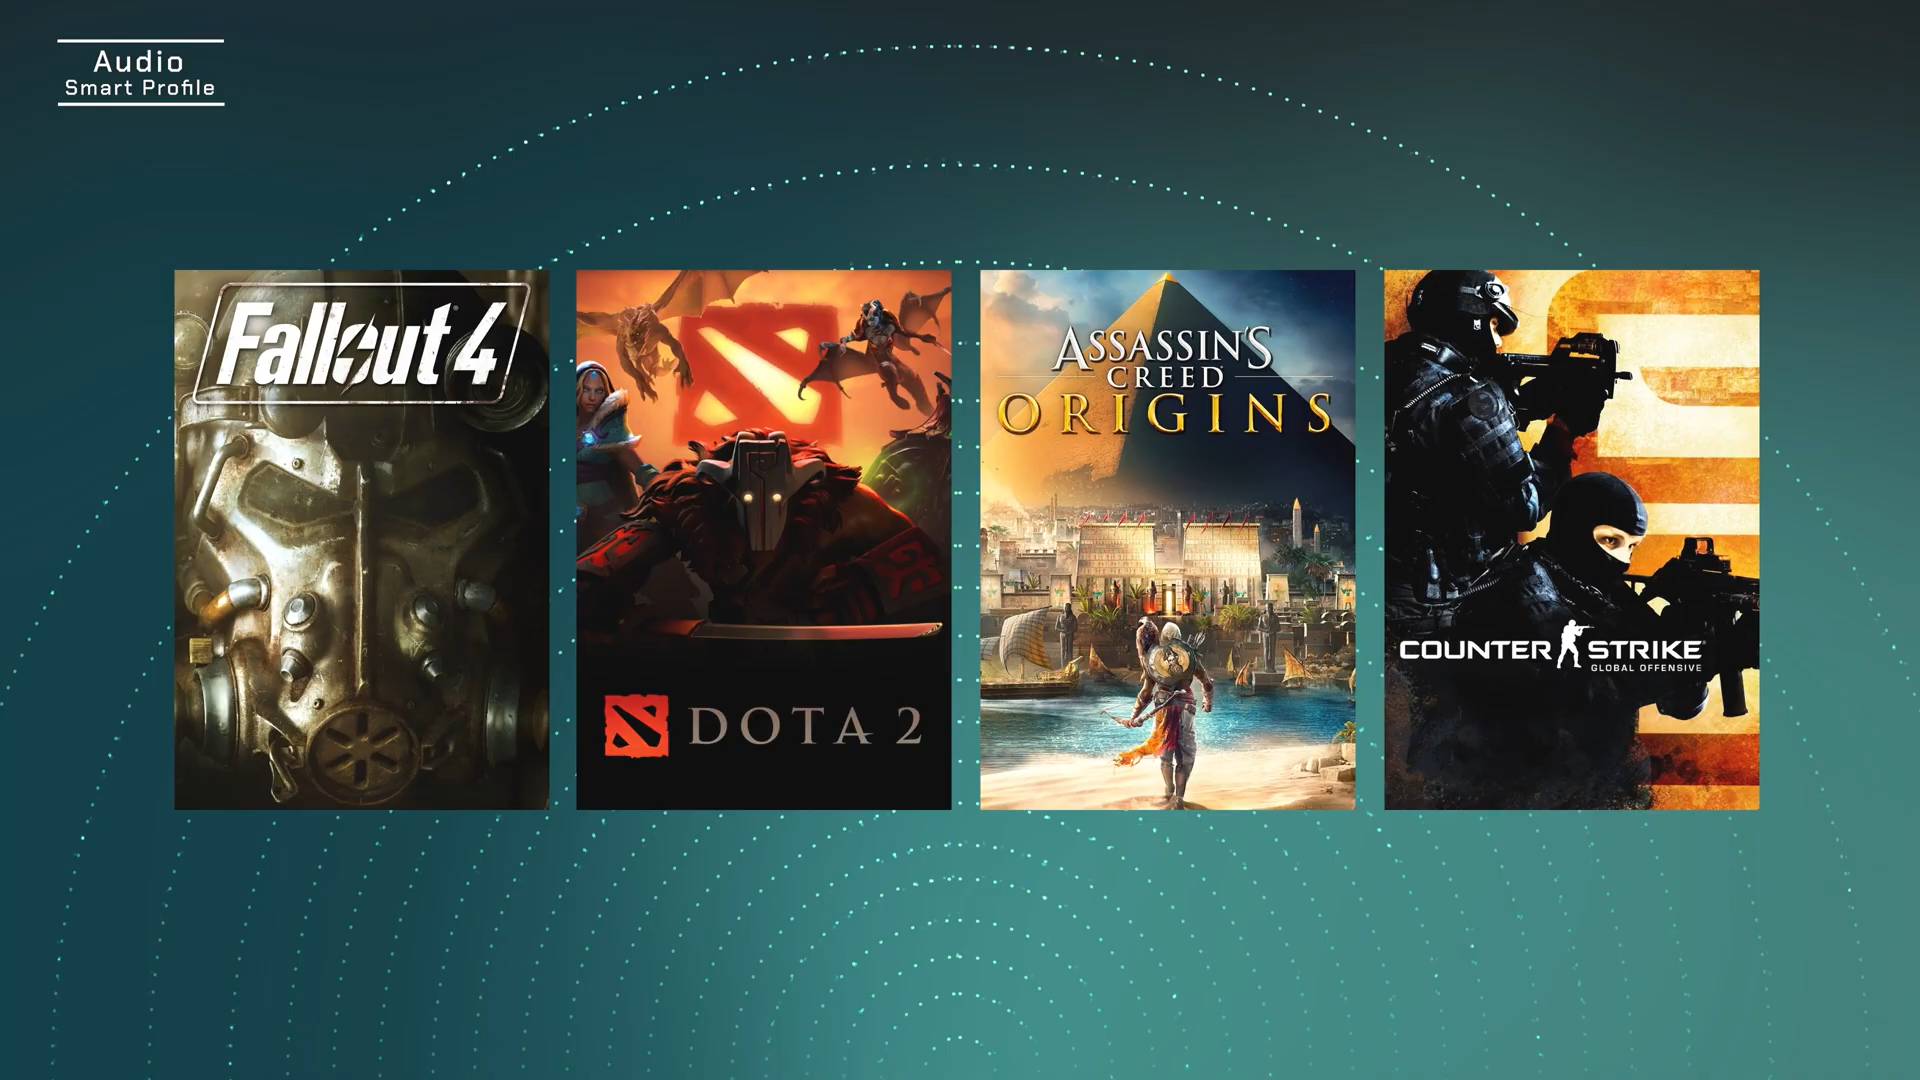 Audio
Smart Profile
Fallout 4
DOTA 2
ASSASSIN'S
CREED
ORIGINS
COUNTER STRIKE
GLOBAL OFFENSIVE